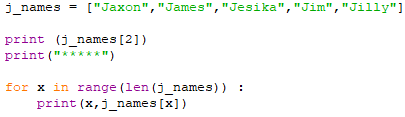 j_names = ["Jaxon","James","Jesika","Jim","Jilly"]
print (j_names[2])
print("*****")
for x in range(len(j_names)) :
    print(x,j_names[x])